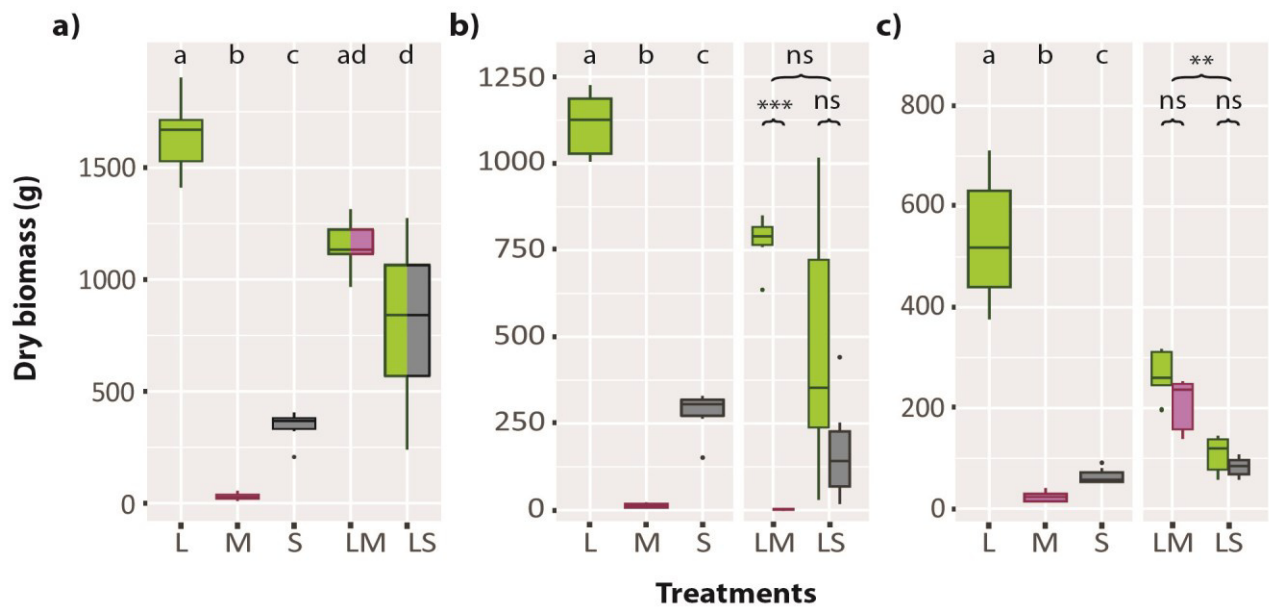 a)
a b c ad d
1500
1000
500
0
L M S LM LS
b)
a b c
ns
*** ns
1250
1000
750
500
250
0
L M S LM LS
c)
a b c
**
ns ns
800
600
400
200
0
L M S LM LS
Dry biomass (g)
Treatments